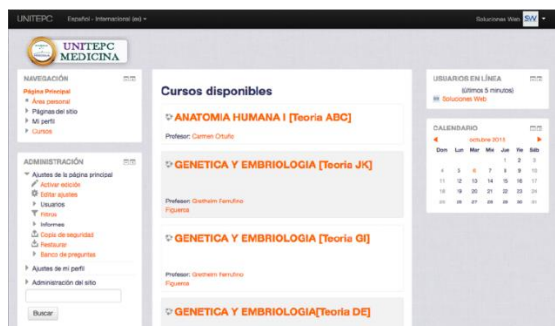 UNITEPC Español - Internacional (es) Soluciones Web SW
UNITEPC
MEDICINA
NAVEGACIÓN
Página Principal
Área personal
Páginas del sitio
Mi perfil
Cursos
ADMINISTRACIÓN
Ajustes de la página principal
Activar edición
Editar ajustes
Usuarios
Filtros
Informes
Copia de seguridad
Restaurar
Banco de preguntas
Ajustes de mi perfil
Administración del sitio
Buscar
Cursos disponibles
ANATOMIA HUMANA I [Teoria ABC]
Profesor: Carmen Ortuño
GENETICA Y EMBRIOLOGIA [Teoria JK]
Profesor: Gretheim Ferrufino
Figueroa
GENETICA Y EMBRIOLOGIA [Teoria GI]
Profesor: Gretheim Ferrufino
Figueroa
GENETICA Y EMBRIOLOGIA[Teoria DE]
USUARIOS EN LÍNEA
(últimos 5 minutos)
Soluciones Web
CALENDARIO
octubre 2015
Dom Lun Mar Mié Jue Vie Sáb
1 2 3
4 5 6 7 8 9 10
11 12 13 14 15 16 17
18 19 20 21 22 23 24
25 26 27 28 29 30 31